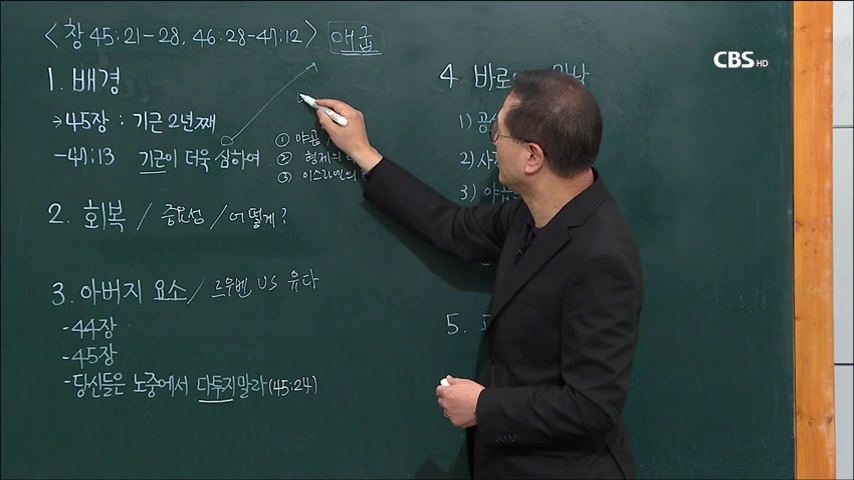 <창 45:21-28, 46:28-47:12> 애굽
1. 배경
→45장 : 기근 2년째
-47:13 기근이 더욱 심하여
① 야곱
② 형제의
③ 이스라엘의
2. 회복 / 중요성 / 어떻게?
3. 아버지 요소 / 르우벤 VS 유다
-44장
-45장
-당신들은 노중에서 다투지말라(45:24)
4. 바로
1)
2)
3) 야곱
5.
CBS HD